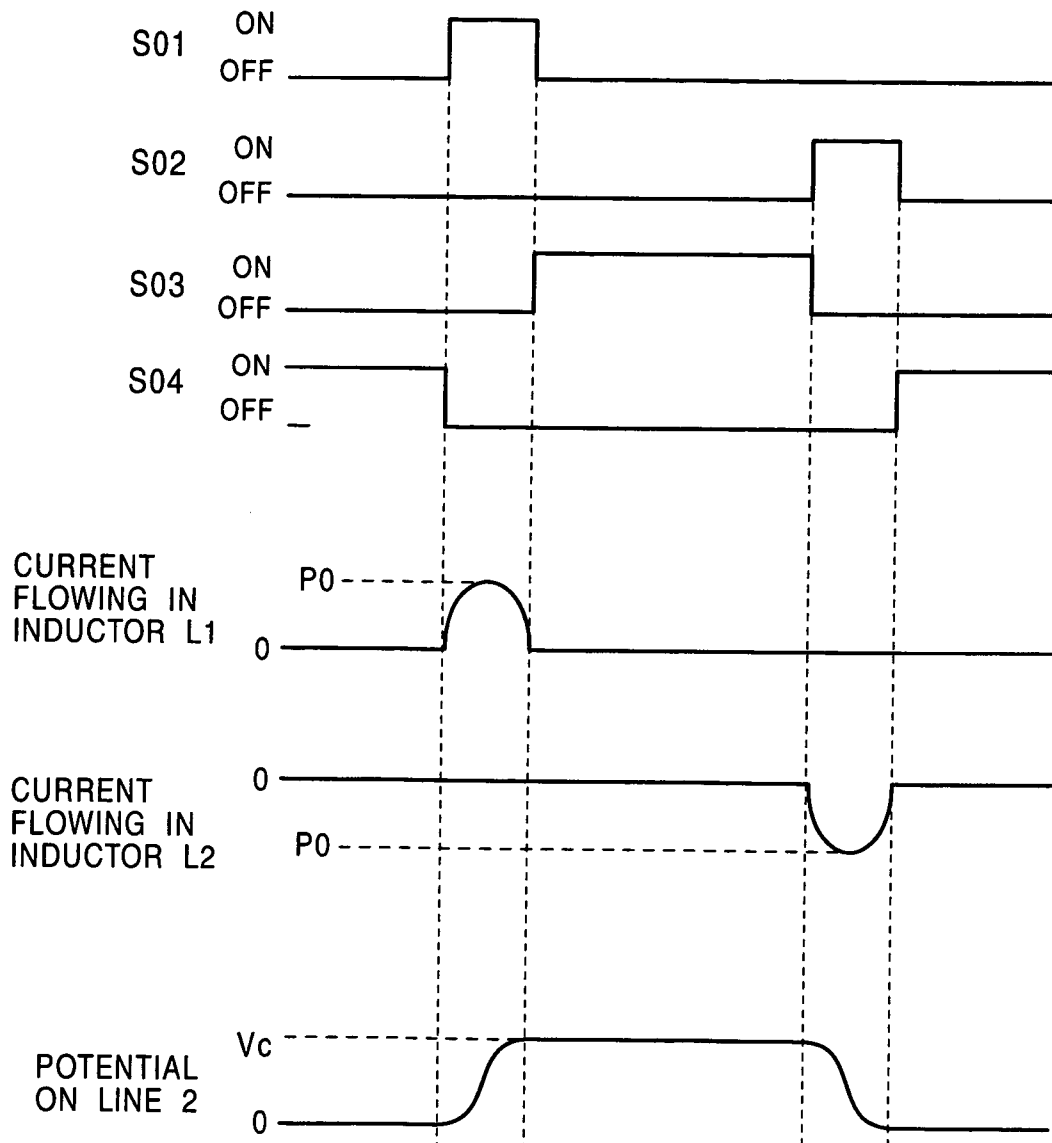 S01 ON
OFF
S02 ON
OFF
S03 ON
OFF
S04 ON
OFF
CURRENT
FLOWING IN
INDUCTOR L1
P0
0
CURRENT
FLOWING IN
INDUCTOR L2
0
P0
POTENTIAL
ON LINE 2
Vc
0